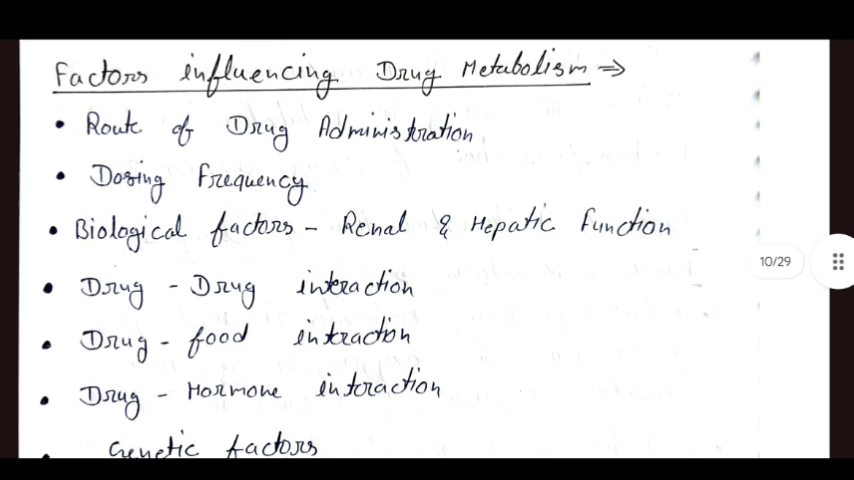 Factors influencing Drug Metabolism ⇒
• Route of Drug Administration
• Dosing Frequency
• Biological factors - Renal & Hepatic Function
• Drug - Drug interaction
• Drug - food interaction
• Drug - Hormone interaction
• Genetic factors
10/29